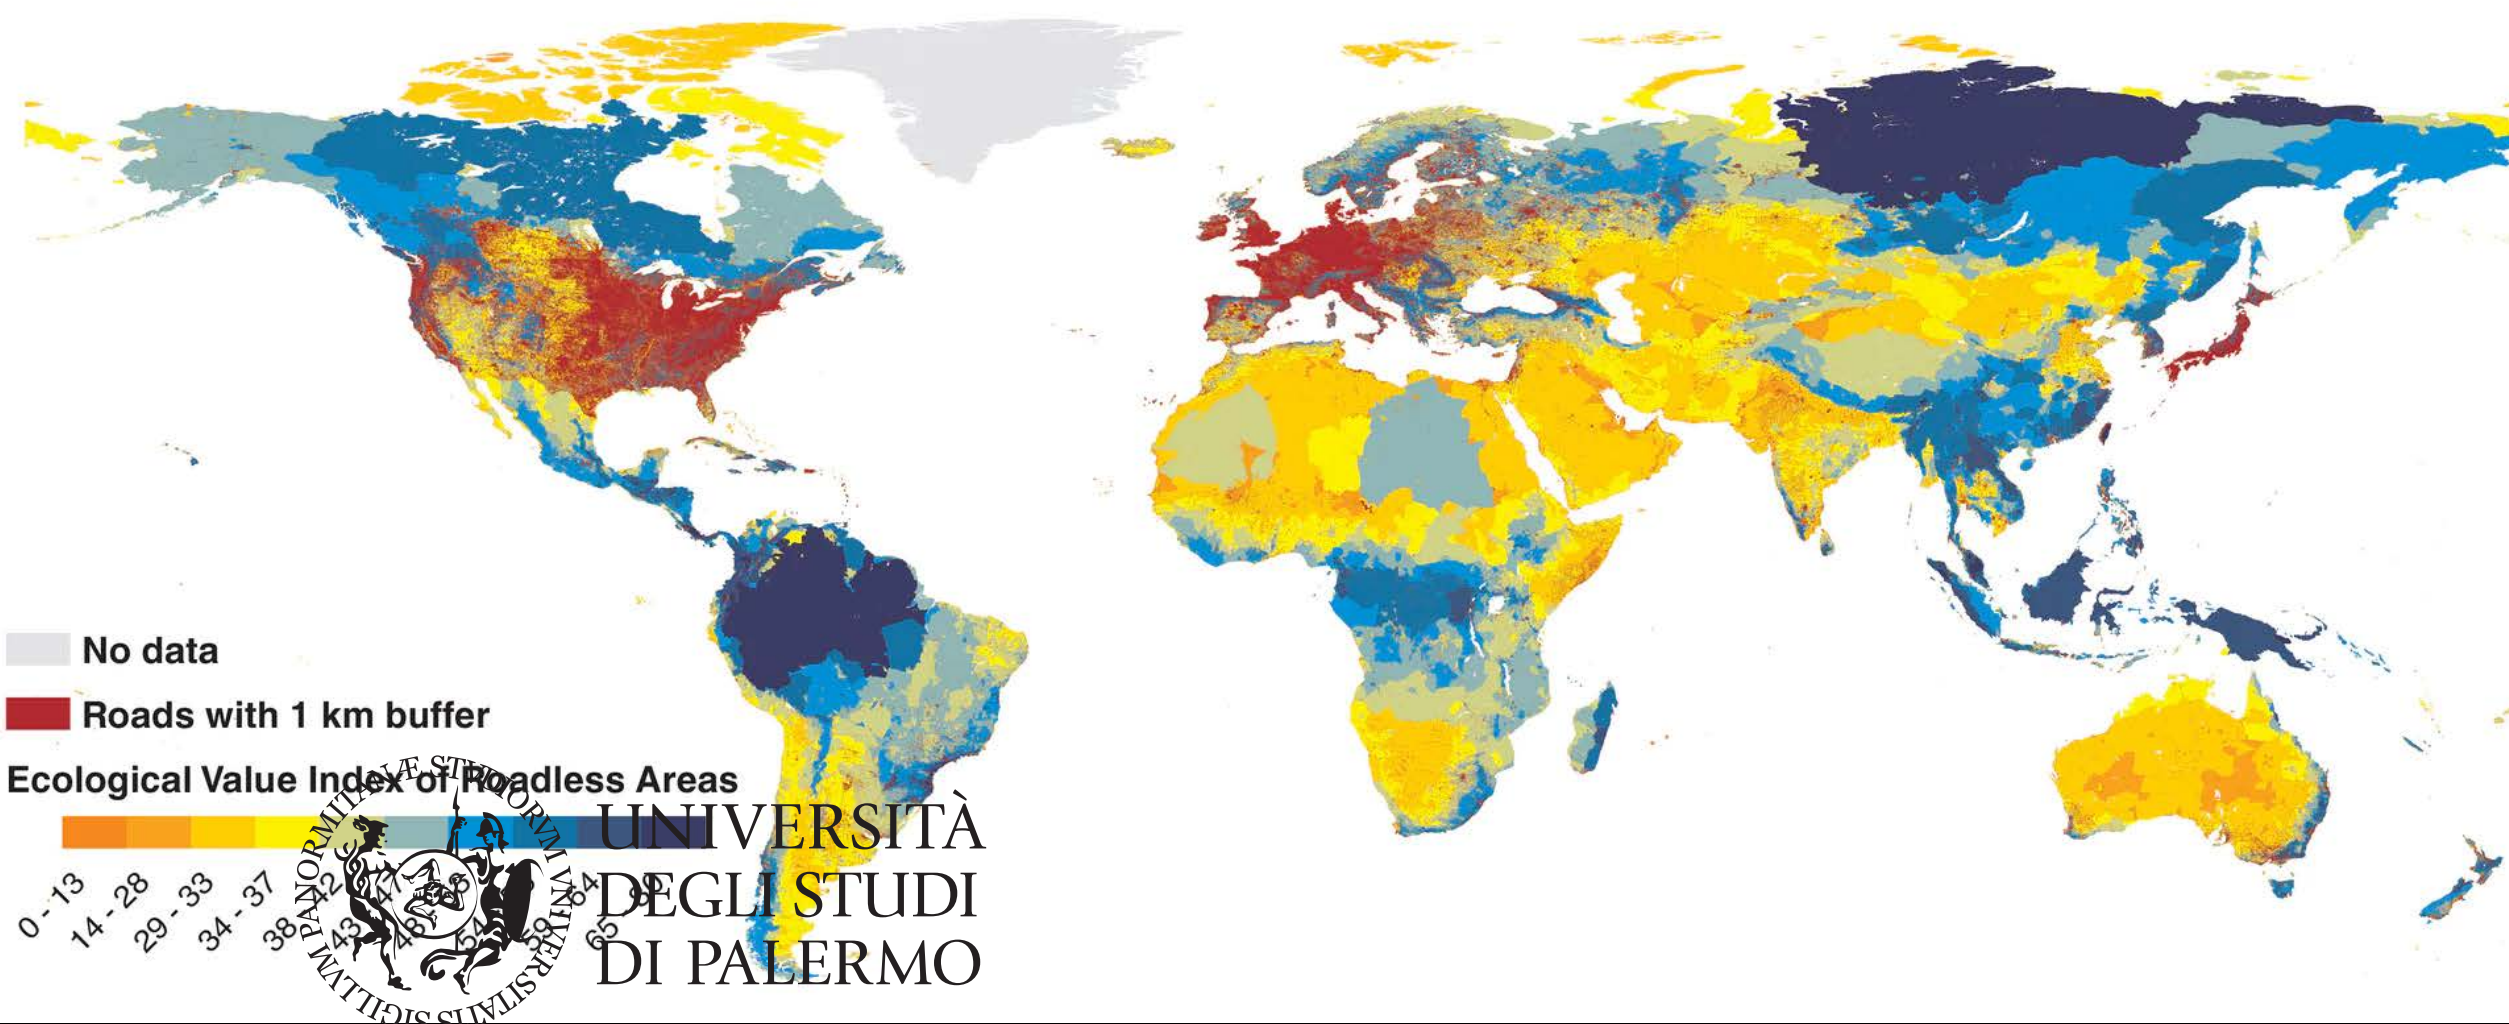 No data
Roads with 1 km buffer
Ecological Value Index of Roadless Areas
0 - 13
14 - 28
29 - 33
34 - 37
UNIVERSITÀ
DEGLI STUDI
DI PALERMO